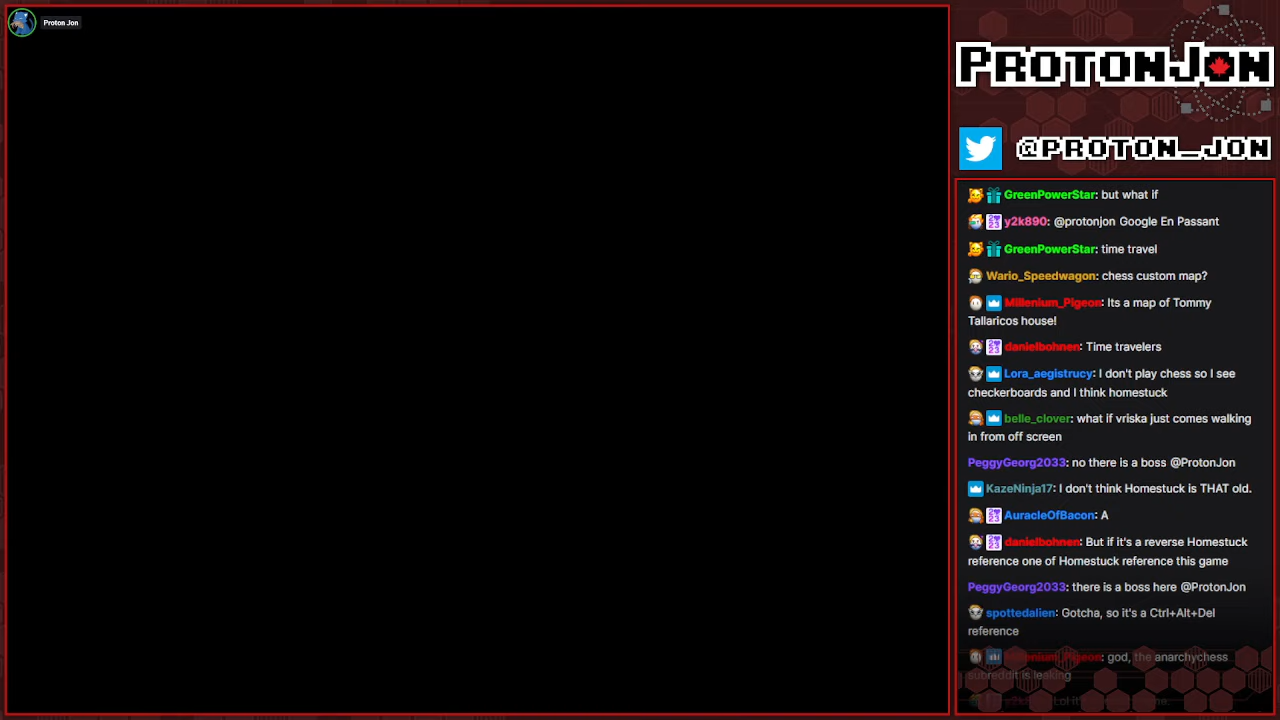 Proton Jon
PROTONJON
@PROTON_JON
GreenPowerStar: but what if
y2k890: @protonjon Google En Passant
GreenPowerStar: time travel
Wario_Speedwagon: chess custom map?
Millenium_Pigeon: Its a map of Tommy
Tallaricos house!
danielbohnen: Time travelers
Lora_aegistrucy: I don't play chess so I see
checkerboards and I think homestuck
belle_clover: what if vriska just comes walking
in from off screen
PeggyGeorg2033: no there is a boss @ProtonJon
KazeNinja17: I don't think Homestuck is THAT old.
AuracleOfBacon: A
danielbohnen: But if it's a reverse Homestuck
reference one of Homestuck reference this game
PeggyGeorg2033: there is a boss here @ProtonJon
spottedalien: Gotcha, so it's a Ctrl+Alt+Del
reference
Millenium_Pigeon: god, the anarchychess
subreddit is leaking